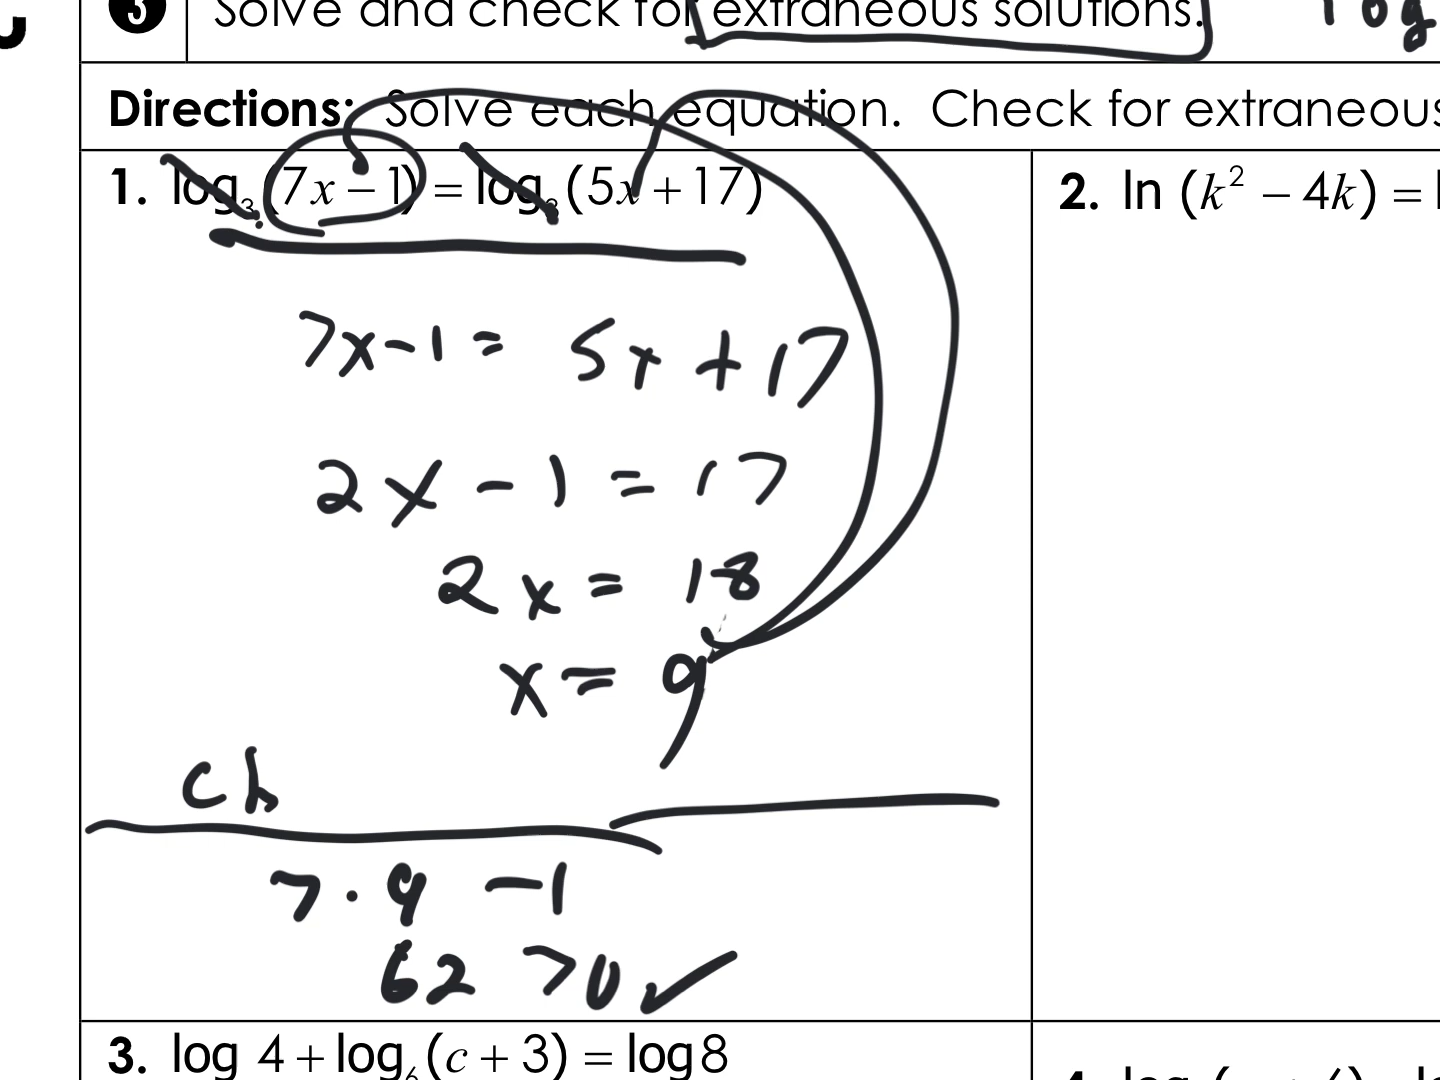 3 Solve and check for extraneous solutions. log
Directions: Solve each equation. Check for extraneous
1. log₃ (7x − 1) = log₃ (5x + 17)
2. ln (k² − 4k) =
7x-1 = 5x + 17
2x - 1 = 17
2x = 18
x = 9
ch
7 · 9 -1
62 >0 ✓
3. log 4 + log₆ (c + 3) = log 8